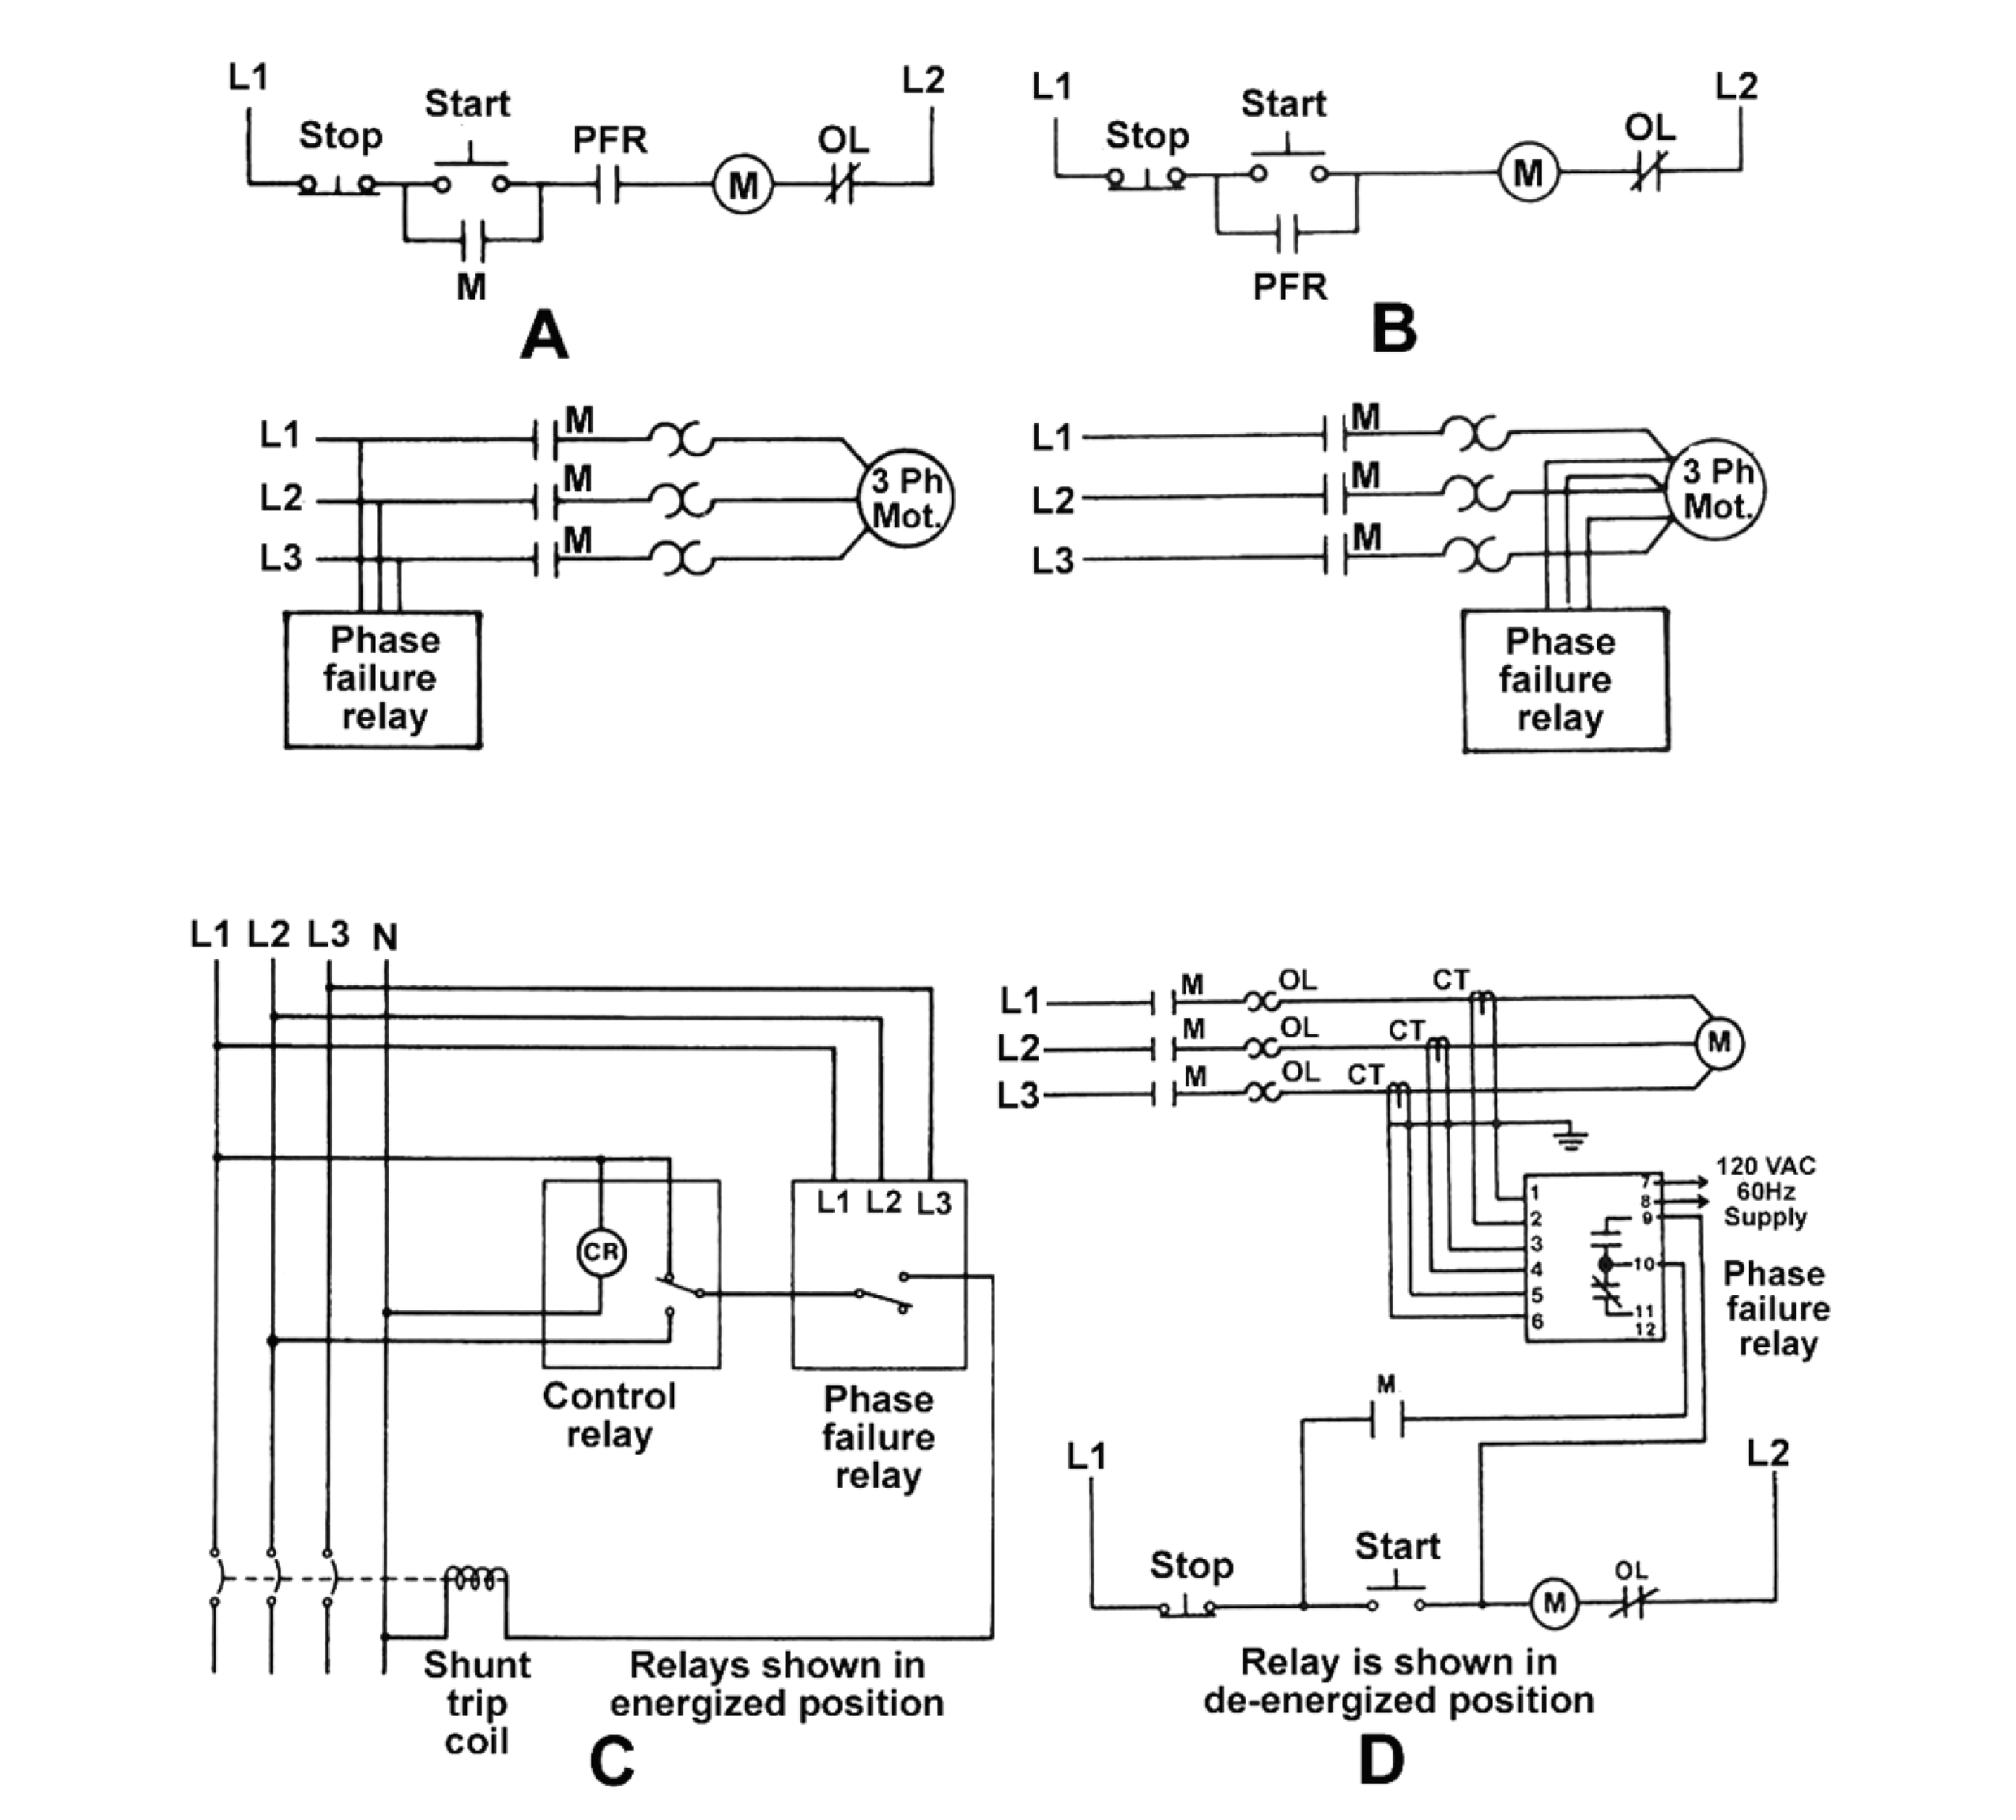 L1
L2
Stop
Start
PFR
M
OL
M
A
L1
L2
Stop
Start
M
OL
PFR
B
L1
M
L2
M
L3
M
3 Ph
Mot.
Phase
failure
relay
L1
M
L2
M
L3
M
3 Ph
Mot.
Phase
failure
relay
L1 L2 L3 N
L1 L2 L3
CR
Control
relay
Phase
failure
relay
Shunt
trip
coil
Relays shown in
energized position
C
L1
M
OL
CT
L2
M
OL
CT
M
L3
M
OL
CT
1
2
3
4
5
6
7
8
9
10
11
12
120 VAC
60Hz
Supply
Phase
failure
relay
M
L1
L2
Stop
Start
M
OL
Relay is shown in
de-energized position
D